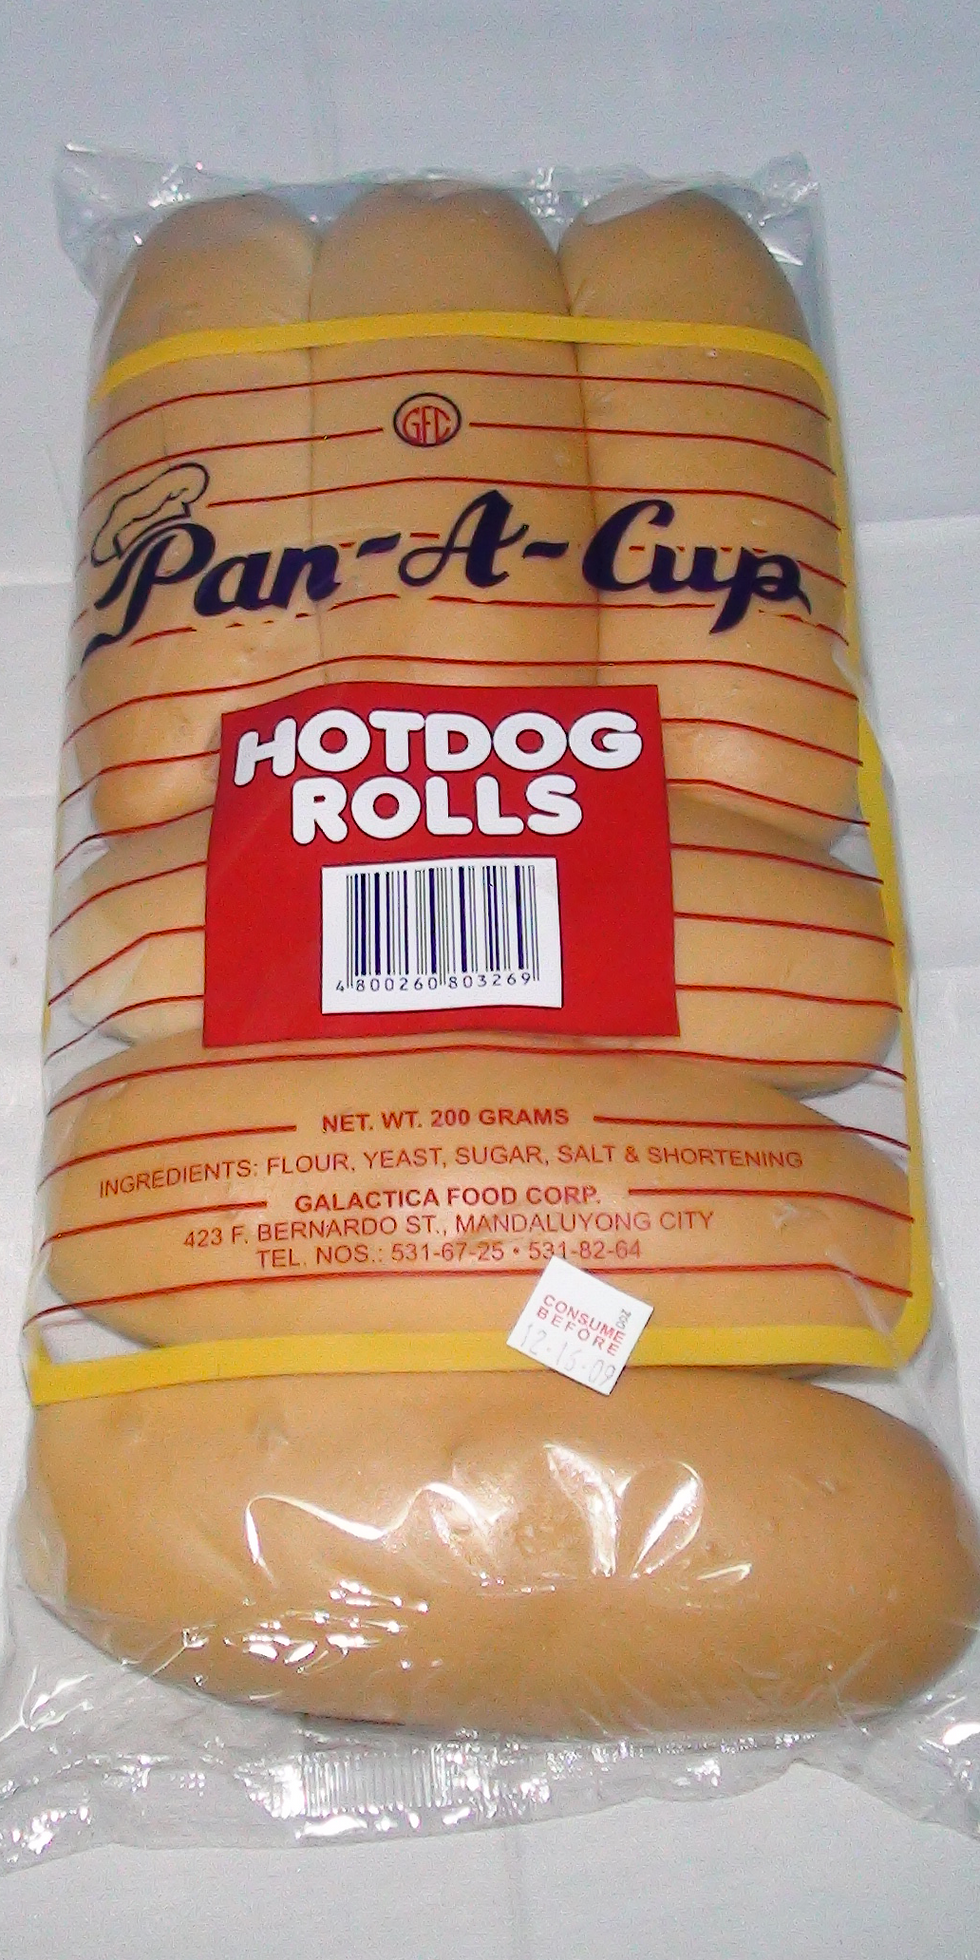 GFC
Pan-A-Cup
HOTDOG
ROLLS
4 800260 803269
NET. WT. 200 GRAMS
INGREDIENTS: FLOUR, YEAST, SUGAR, SALT & SHORTENING
GALACTICA FOOD CORP.
423 F. BERNARDO ST., MANDALUYONG CITY
TEL. NOS.: 531-67-25 • 531-82-64
CONSUME
BEFORE
12-15-09